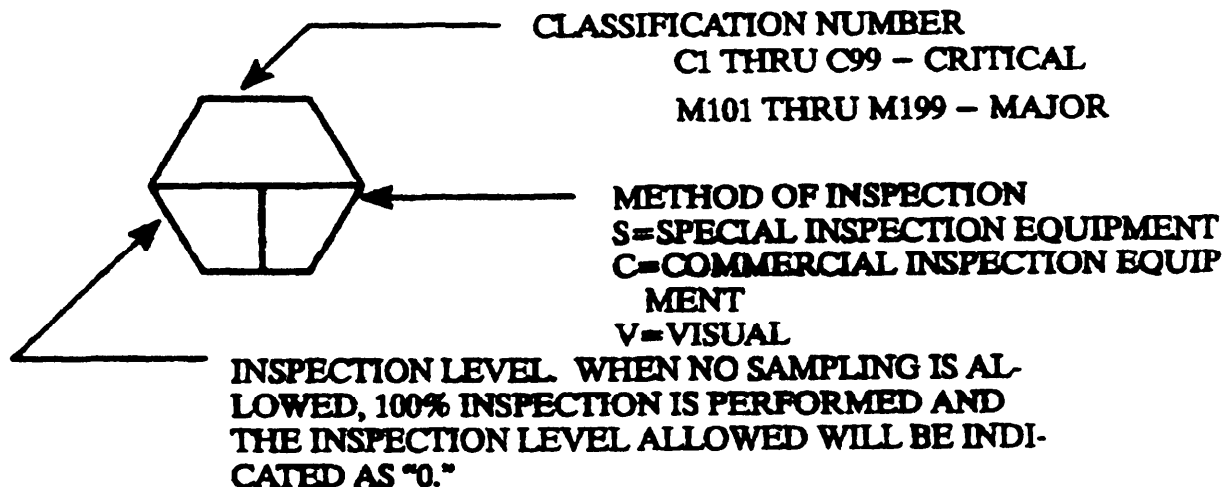 CLASSIFICATION NUMBER
C1 THRU C99 – CRITICAL
M101 THRU M199 – MAJOR
METHOD OF INSPECTION
S=SPECIAL INSPECTION EQUIPMENT
C=COMMERCIAL INSPECTION EQUIP
MENT
V=VISUAL
INSPECTION LEVEL. WHEN NO SAMPLING IS AL-
LOWED, 100% INSPECTION IS PERFORMED AND
THE INSPECTION LEVEL ALLOWED WILL BE INDI-
CATED AS "0."